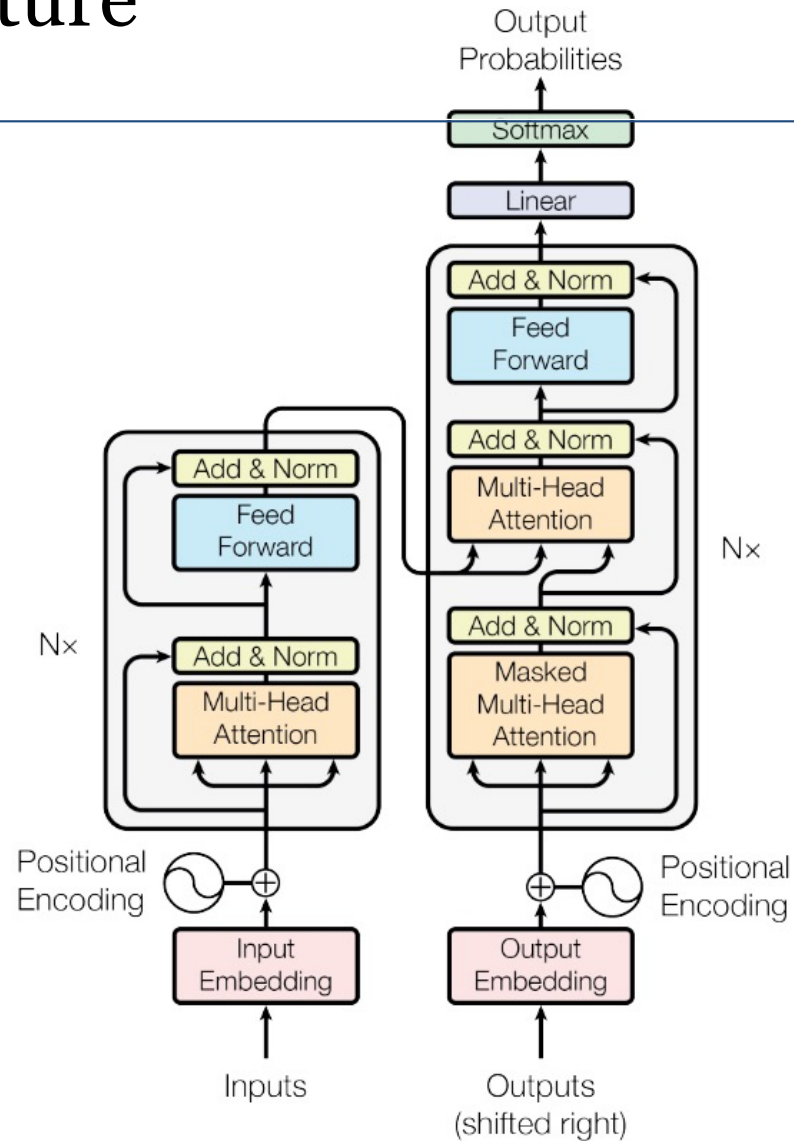 Output
Probabilities
Softmax
Linear
Add & Norm
Feed
Forward
Add & Norm
Multi-Head
Attention
Nx
Add & Norm
Masked
Multi-Head
Attention
Add & Norm
Feed
Forward
Nx
Add & Norm
Multi-Head
Attention
Positional
Encoding
Positional
Encoding
Input
Embedding
Output
Embedding
Inputs
Outputs
(shifted right)